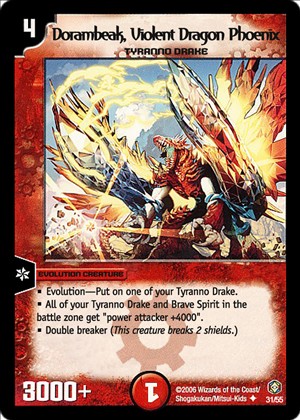 4
Dorambeak, Violent Dragon Phoenix
TYRANNO DRAKE
EVOLUTION CREATURE
▪ Evolution—Put on one of your Tyranno Drake.
▪ All of your Tyranno Drake and Brave Spirit in the
battle zone get "power attacker +4000".
▪ Double breaker (This creature breaks 2 shields.)
3000+
1
©2006 Wizards of the Coast/
Shogakukan/Mitsui-Kids
31/55